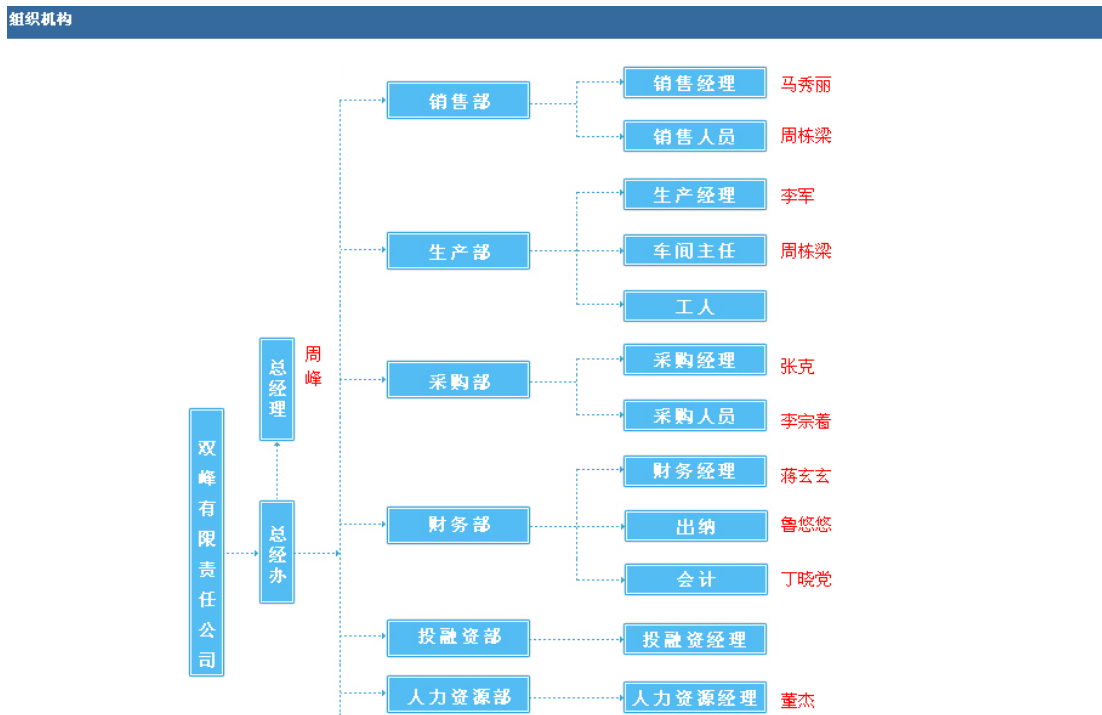 组织机构
双峰有限责任公司
总经办
总经理
周峰
销售部
销售经理
马秀丽
销售人员
周栋梁
生产部
生产经理
李军
车间主任
周栋梁
工人
采购部
采购经理
张克
采购人员
李宗着
财务部
财务经理
蒋玄玄
出纳
鲁悠悠
会计
丁晓党
投融资部
投融资经理
人力资源部
人力资源经理
董杰